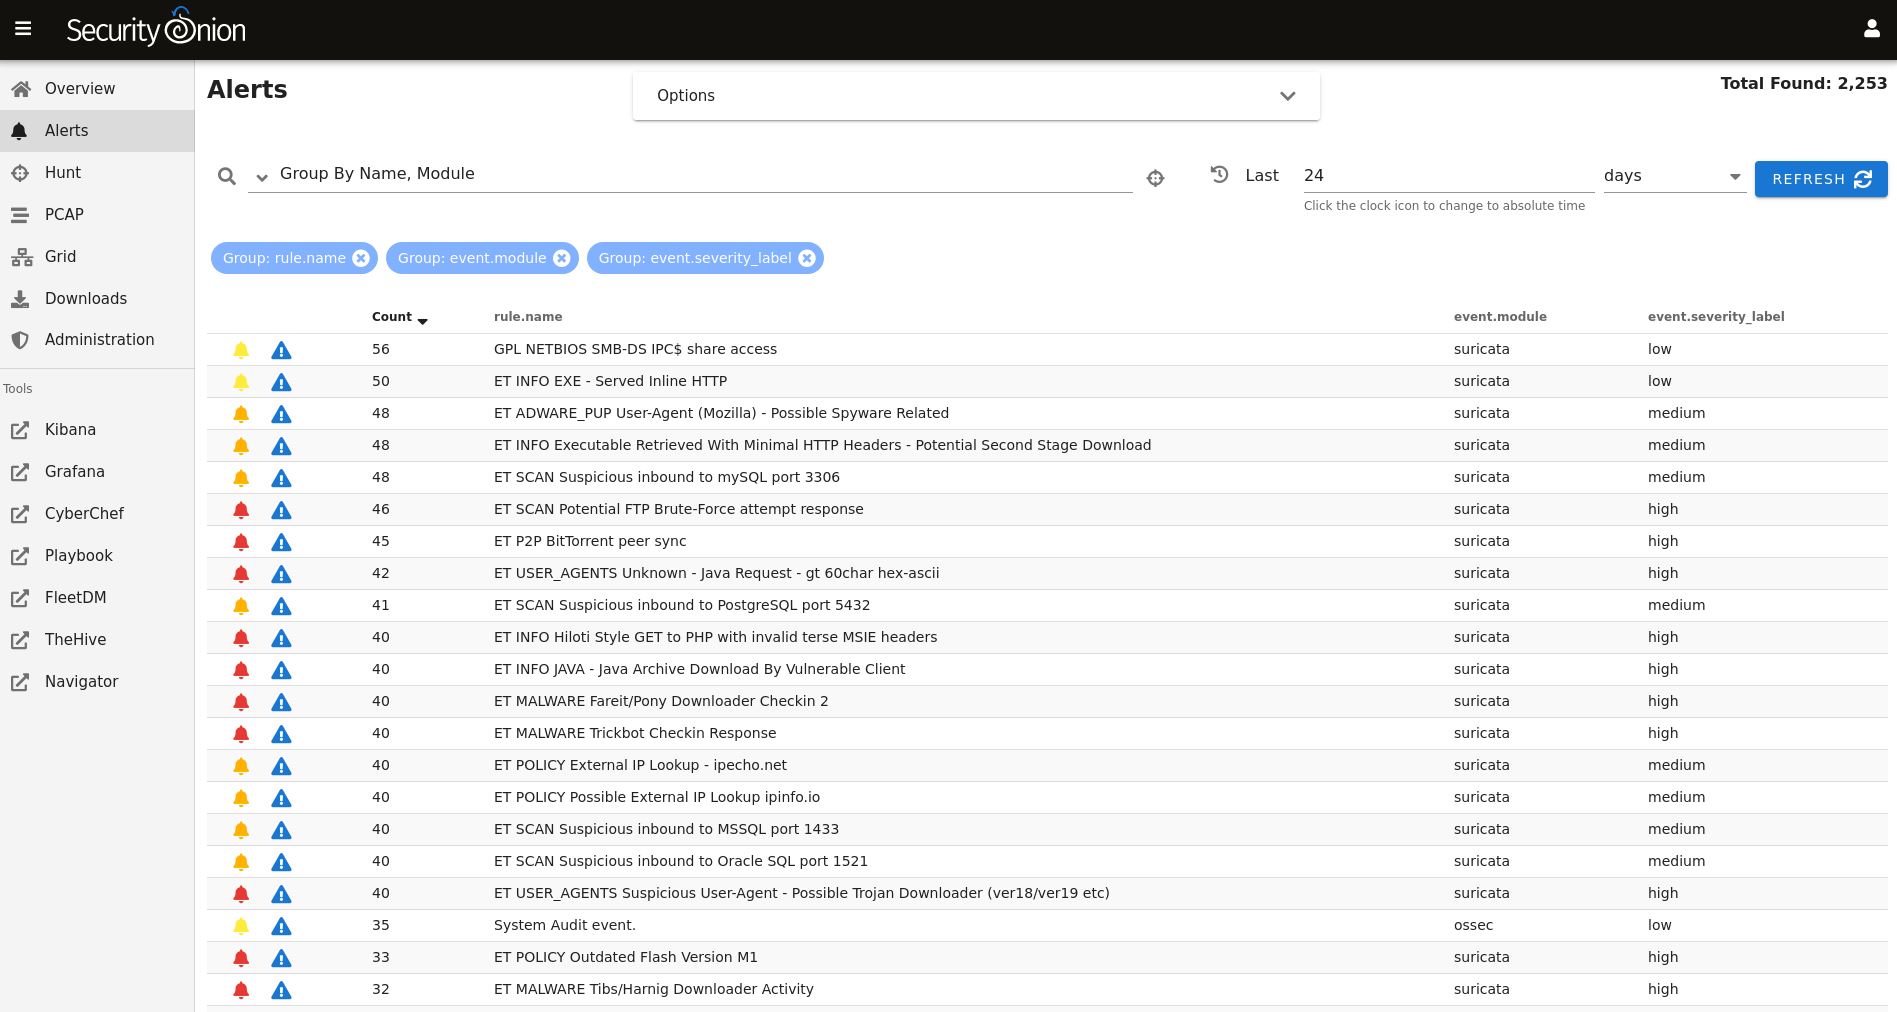 Security Onion
Overview
Alerts
Hunt
PCAP
Grid
Downloads
Administration
Tools
Kibana
Grafana
CyberChef
Playbook
FleetDM
TheHive
Navigator
Alerts
Options
Total Found: 2,253
Group By Name, Module
Last 24 days REFRESH
Click the clock icon to change to absolute time
Group: rule.name Group: event.module Group: event.severity_label
Count rule.name event.module event.severity_label
56 GPL NETBIOS SMB-DS IPC$ share access suricata low
50 ET INFO EXE - Served Inline HTTP suricata low
48 ET ADWARE_PUP User-Agent (Mozilla) - Possible Spyware Related suricata medium
48 ET INFO Executable Retrieved With Minimal HTTP Headers - Potential Second Stage Download suricata medium
48 ET SCAN Suspicious inbound to mySQL port 3306 suricata medium
46 ET SCAN Potential FTP Brute-Force attempt response suricata high
45 ET P2P BitTorrent peer sync suricata high
42 ET USER_AGENTS Unknown - Java Request - gt 60char hex-ascii suricata high
41 ET SCAN Suspicious inbound to PostgreSQL port 5432 suricata medium
40 ET INFO Hiloti Style GET to PHP with invalid terse MSIE headers suricata high
40 ET INFO JAVA - Java Archive Download By Vulnerable Client suricata high
40 ET MALWARE Fareit/Pony Downloader Checkin 2 suricata high
40 ET MALWARE Trickbot Checkin Response suricata high
40 ET POLICY External IP Lookup - ipecho.net suricata medium
40 ET POLICY Possible External IP Lookup ipinfo.io suricata medium
40 ET SCAN Suspicious inbound to MSSQL port 1433 suricata medium
40 ET SCAN Suspicious inbound to Oracle SQL port 1521 suricata medium
40 ET USER_AGENTS Suspicious User-Agent - Possible Trojan Downloader (ver18/ver19 etc) suricata high
35 System Audit event. ossec low
33 ET POLICY Outdated Flash Version M1 suricata high
32 ET MALWARE Tibs/Harnig Downloader Activity suricata high